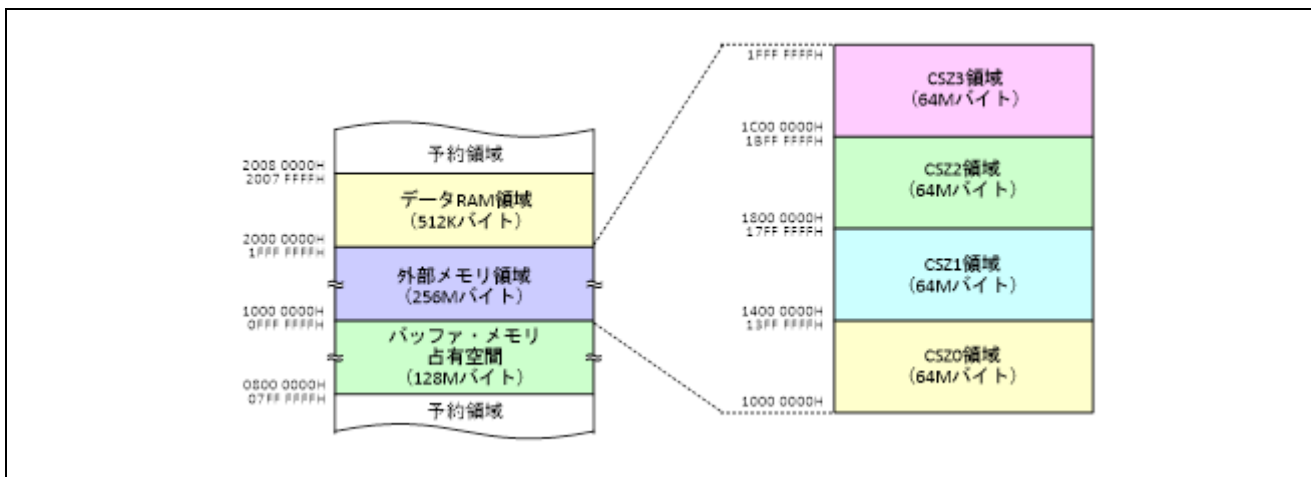 予約領域
2008 0000H
2007 FFFFH
データRAM領域
(512Kバイト)
2000 0000H
1FFF FFFFH
外部メモリ領域
(256Mバイト)
1000 0000H
0FFF FFFFH
バッファ・メモリ
占有空間
(128Mバイト)
0800 0000H
07FF FFFFH
予約領域
1FFF FFFFH
CSZ3領域
(64Mバイト)
1C00 0000H
1BFF FFFFH
CSZ2領域
(64Mバイト)
1800 0000H
17FF FFFFH
CSZ1領域
(64Mバイト)
1400 0000H
13FF FFFFH
CSZ0領域
(64Mバイト)
1000 0000H